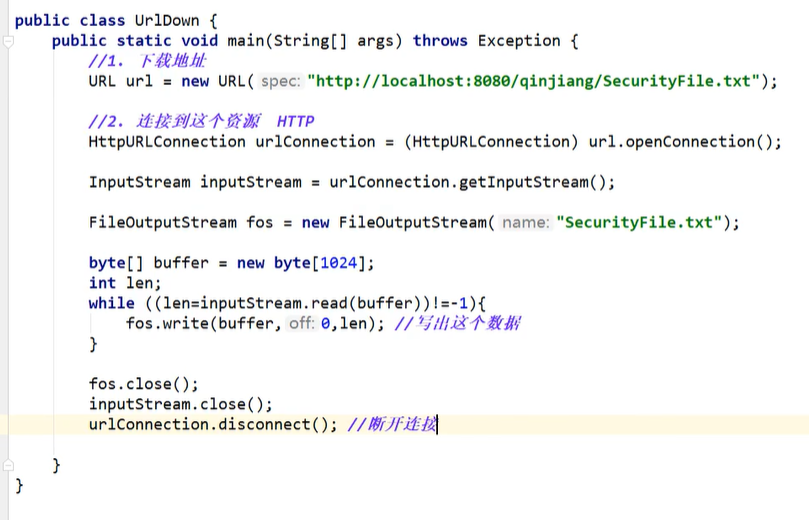 public class UrlDown {
public static void main(String[] args) throws Exception {
//1. 下载地址
URL url = new URL( spec: "http://localhost:8080/qinjiang/SecurityFile.txt");
//2. 连接到这个资源 HTTP
HttpURLConnection urlConnection = (HttpURLConnection) url.openConnection();
InputStream inputStream = urlConnection.getInputStream();
FileOutputStream fos = new FileOutputStream( name: "SecurityFile.txt");
byte[] buffer = new byte[1024];
int len;
while ((len=inputStream.read(buffer))!=-1){
fos.write(buffer, off: 0,len); //写出这个数据
}
fos.close();
inputStream.close();
urlConnection.disconnect(); //断开连接
}
}